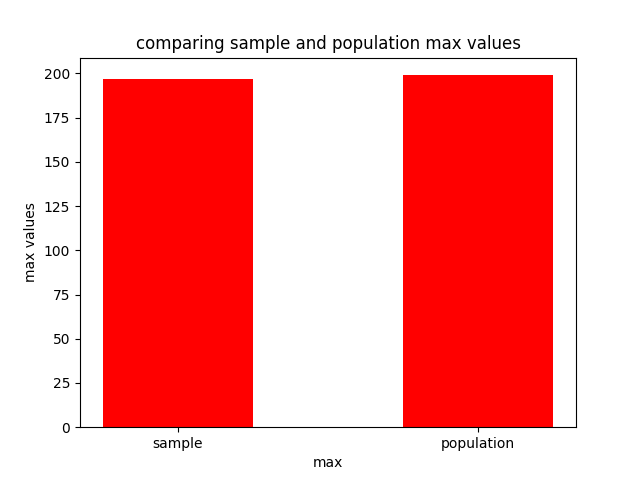 comparing sample and population max values
200
175
150
125
100
75
50
25
0
max values
sample
population
max